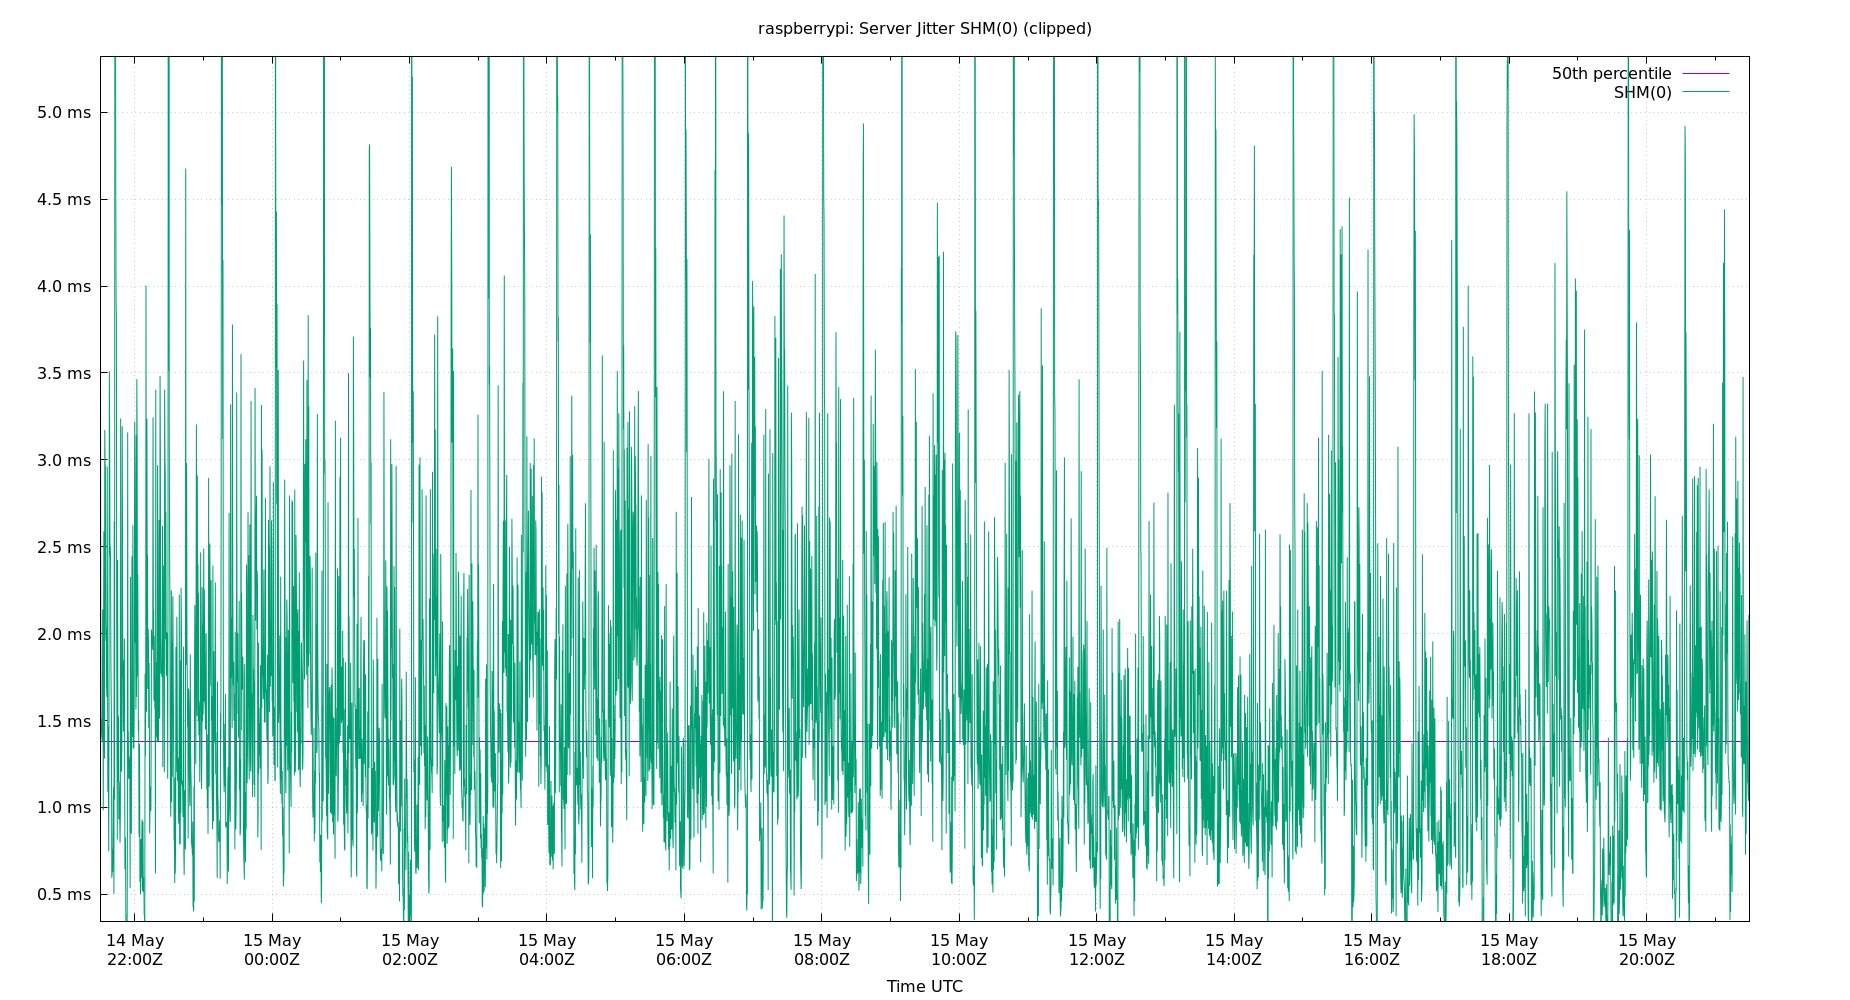 raspberrypi: Server Jitter SHM(0) (clipped)
50th percentile
SHM(0)
5.0 ms
4.5 ms
4.0 ms
3.5 ms
3.0 ms
2.5 ms
2.0 ms
1.5 ms
1.0 ms
0.5 ms
14 May 15 May 15 May 15 May 15 May 15 May 15 May 15 May 15 May 15 May 15 May 15 May
22:00Z 00:00Z 02:00Z 04:00Z 06:00Z 08:00Z 10:00Z 12:00Z 14:00Z 16:00Z 18:00Z 20:00Z
Time UTC